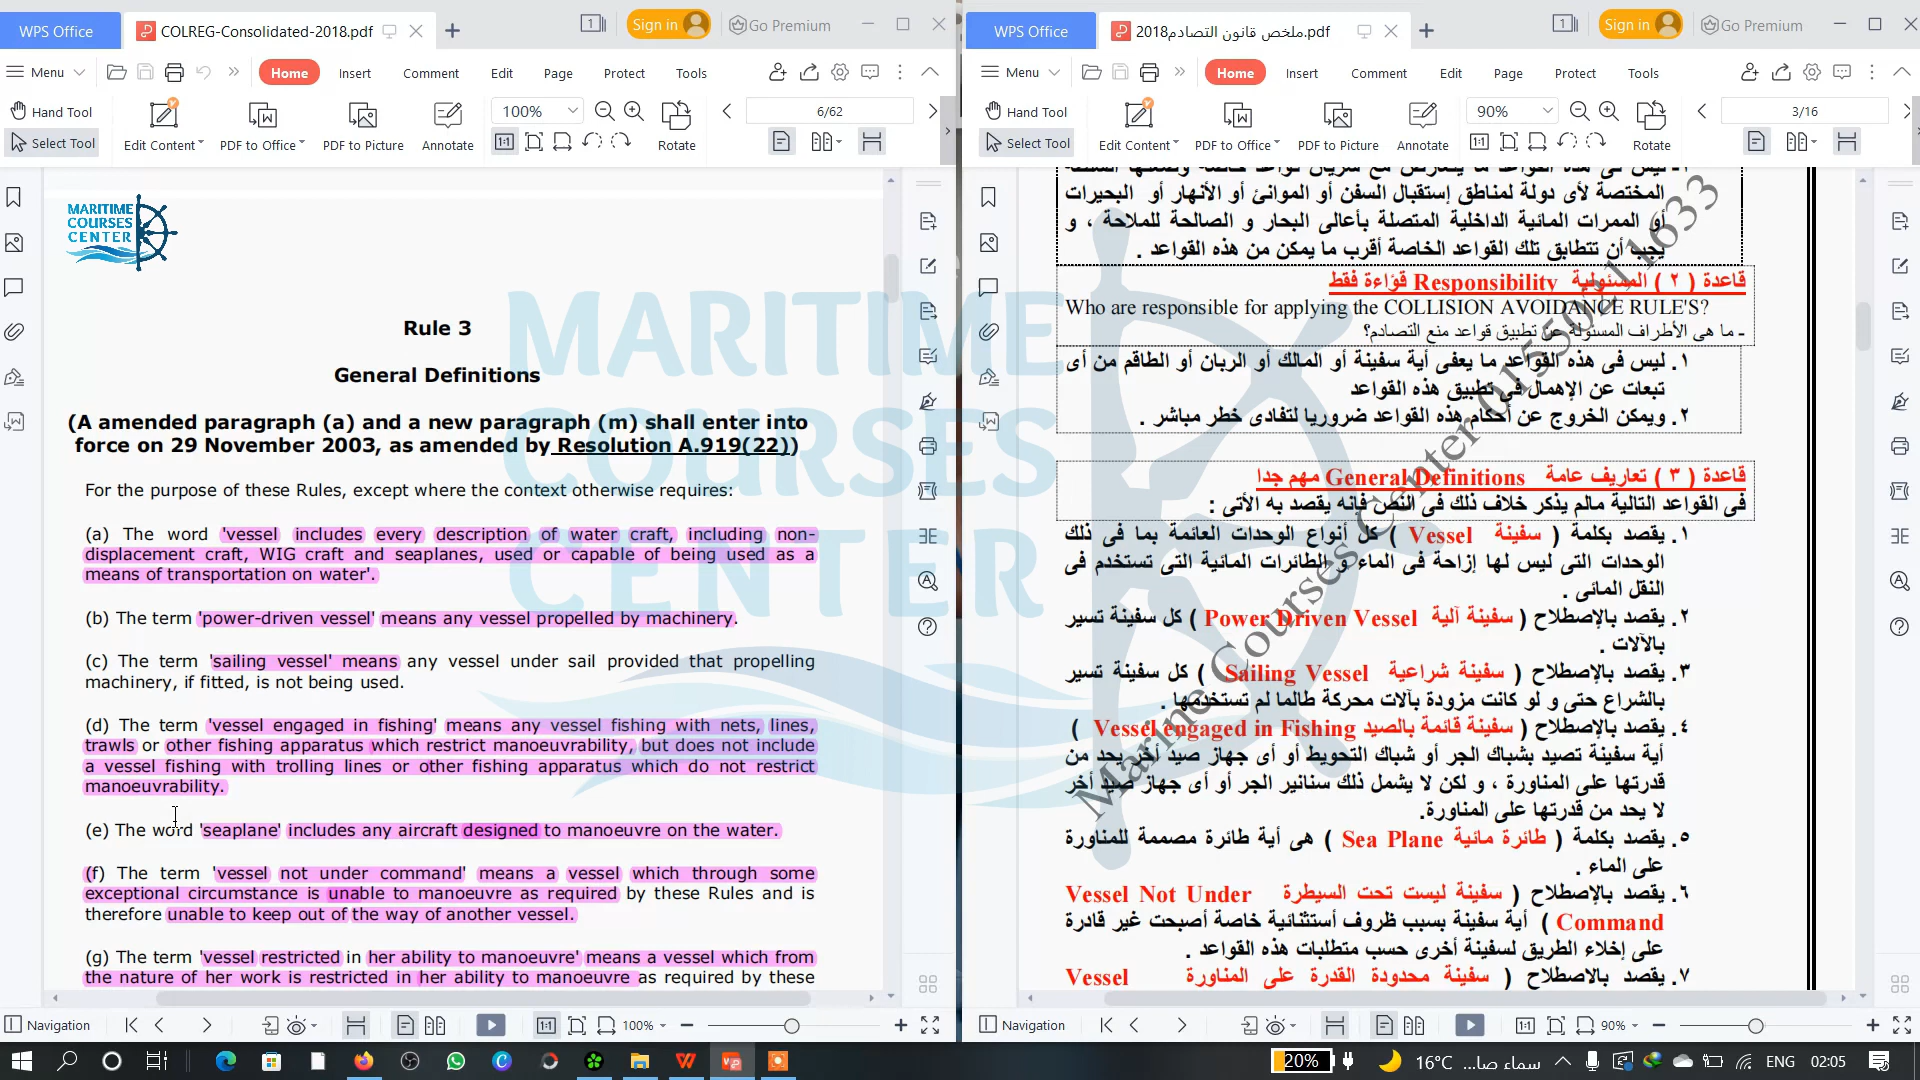 WPS Office
COLREG-Consolidated-2018.pdf
1
Sign in
Go Premium
Menu
Home
Insert
Comment
Edit
Page
Protect
Tools
Hand Tool
Select Tool
Edit Content
PDF to Office
PDF to Picture
Annotate
100%
6/62
Rotate
MARITIME
COURSES
CENTER
Rule 3
General Definitions
(A amended paragraph (a) and a new paragraph (m) shall enter into
force on 29 November 2003, as amended by Resolution A.919(22))
For the purpose of these Rules, except where the context otherwise requires:
(a) The word 'vessel includes every description of water craft, including non-
displacement craft, WIG craft and seaplanes, used or capable of being used as a
means of transportation on water'.
(b) The term 'power-driven vessel' means any vessel propelled by machinery.
(c) The term 'sailing vessel' means any vessel under sail provided that propelling
machinery, if fitted, is not being used.
(d) The term 'vessel engaged in fishing' means any vessel fishing with nets, lines,
trawls or other fishing apparatus which restrict manoeuvrability, but does not include
a vessel fishing with trolling lines or other fishing apparatus which do not restrict
manoeuvrability.
(e) The word 'seaplane' includes any aircraft designed to manoeuvre on the water.
(f) The term 'vessel not under command' means a vessel which through some
exceptional circumstance is unable to manoeuvre as required by these Rules and is
therefore unable to keep out of the way of another vessel.
(g) The term 'vessel restricted in her ability to manoeuvre' means a vessel which from
the nature of her work is restricted in her ability to manoeuvre as required by these
Navigation
100%
WPS Office
ملخص قانون التصادم2018.pdf
1
Sign in
Go Premium
Menu
Home
Insert
Comment
Edit
Page
Protect
Tools
Hand Tool
Select Tool
Edit Content
PDF to Office
PDF to Picture
Annotate
90%
3/16
Rotate
المختصة لأى دولة لمناطق إستقبال السفن أو الموانئ أو الأنهار أو البحيرات
أو الممرات المائية الداخلية المتصلة بأعالى البحار و الصالحة للملاحة ، و
يجب أن تتطابق تلك القواعد الخاصة أقرب ما يمكن من هذه القواعد .
قاعدة ( ٢ ) المسئولية Responsibility قرؤاءة فقط
Who are responsible for applying the COLLISION AVOIDANCE RULE'S?
- ما هى الأطراف المسئولة عن تطبيق قواعد منع التصادم؟
١. ليس فى هذه القواعد ما يعفى أية سفينة أو المالك أو الربان أو الطاقم من أى
تبعات عن الإهمال فى تطبيق هذه القواعد
٢. ويمكن الخروج عن أحكام هذه القواعد ضروريا لتفادى خطر مباشر .
قاعدة ( ٣ ) تعاريف عامة General Definitions مهم جدا
فى القواعد التالية مالم يذكر خلاف ذلك فى النص فإنه يقصد به الأتى :
١. يقصد بكلمة ( سفينة Vessel ) كل أنواع الوحدات العائمة بما فى ذلك
الوحدات التى ليس لها إزاحة فى الماء و الطائرات المائية التى تستخدم فى
النقل المائى .
٢. يقصد بالإصطلاح ( سفينة آلية Power Driven Vessel ) كل سفينة تسير
بالآلات .
٣. يقصد بالإصطلاح ( سفينة شراعية Sailing Vessel ) كل سفينة تسير
بالشراع حتى و لو كانت مزودة بآلات محركة طالما لم تستخدمها .
٤. يقصد بالإصطلاح ( سفينة قائمة بالصيد Vessel engaged in Fishing )
أية سفينة تصيد بشباك الجر أو شباك التحويط أو أى جهاز صيد أخر يحد من
قدرتها على المناورة ، و لكن لا يشمل ذلك سنانير الجر أو أى جهاز صيد أخر
لا يحد من قدرتها على المناورة.
٥. يقصد بكلمة ( طائرة مائية Sea Plane ) هى أية طائرة مصممة للمناورة
على الماء .
٦. يقصد بالإصطلاح ( سفينة ليست تحت السيطرة Vessel Not Under
Command ) أية سفينة بسبب ظروف أستثنائية خاصة أصبحت غير قادرة
على إخلاء الطريق لسفينة أخرى حسب متطلبات هذه القواعد .
٧. يقصد بالاصطلاح ( سفينة محدودة القدرة على المناورة Vessel
Navigation
90%
MARITIME
COURSES
CENTER
20%
16°C
سماء صا...
ENG
02:05